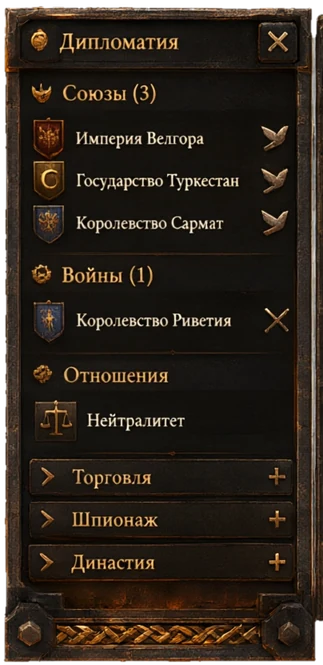 Дипломатия
Союзы (3)
Империя Велгора
Государство Туркестан
Королевство Сармат
Войны (1)
Королевство Риветия
Отношения
Нейтралитет
Торговля
Шпионаж
Династия